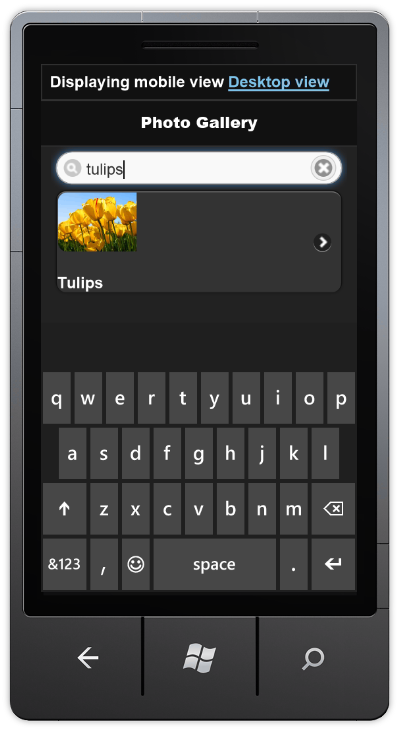 Displaying mobile view Desktop view
Photo Gallery
tulips
Tulips
q w e r t y u i o p
a s d f g h j k l
z x c v b n m
&123 , space .